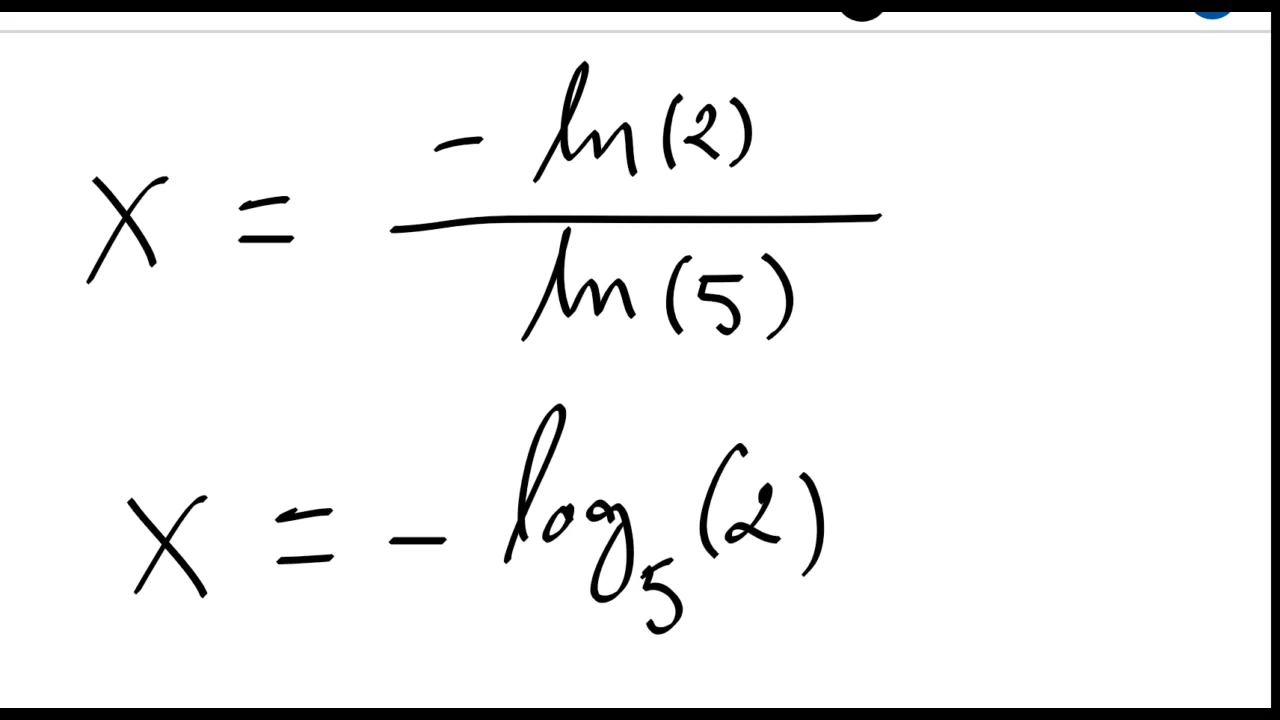 X = - ln(2) / ln(5)
X = - log₅(2)